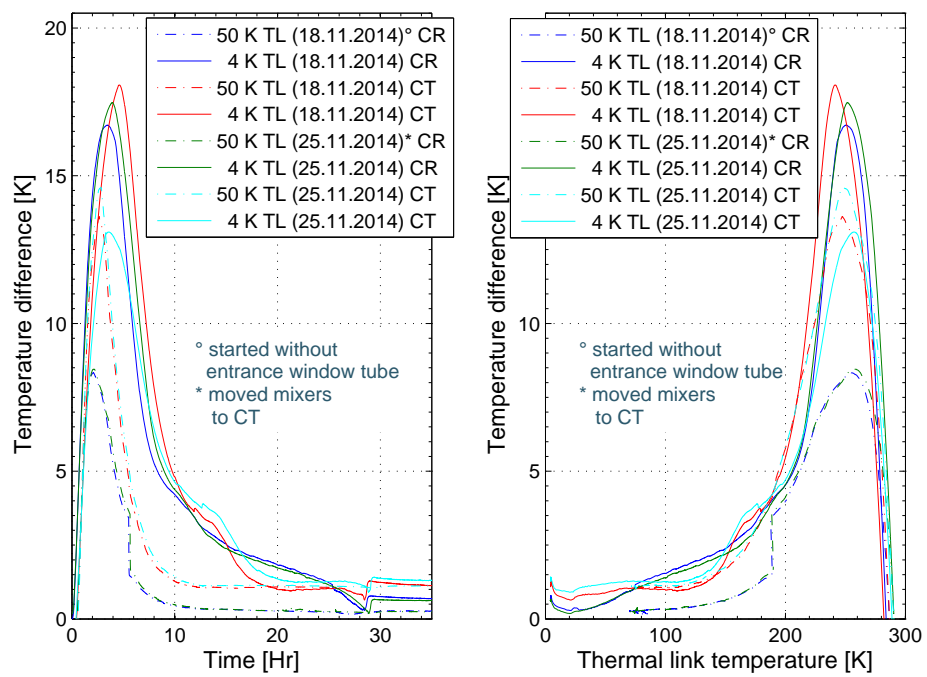 20
15
10
5
0
0
10
20
30
Temperature difference [K]
Time [Hr]
50 K TL (18.11.2014)° CR
4 K TL (18.11.2014) CR
50 K TL (18.11.2014) CT
4 K TL (18.11.2014) CT
50 K TL (25.11.2014)* CR
4 K TL (25.11.2014) CR
50 K TL (25.11.2014) CT
4 K TL (25.11.2014) CT
° started without
entrance window tube
* moved mixers
to CT
20
15
10
5
0
0
100
200
300
Temperature difference [K]
Thermal link temperature [K]
50 K TL (18.11.2014)° CR
4 K TL (18.11.2014) CR
50 K TL (18.11.2014) CT
4 K TL (18.11.2014) CT
50 K TL (25.11.2014)* CR
4 K TL (25.11.2014) CR
50 K TL (25.11.2014) CT
4 K TL (25.11.2014) CT
° started without
entrance window tube
* moved mixers
to CT